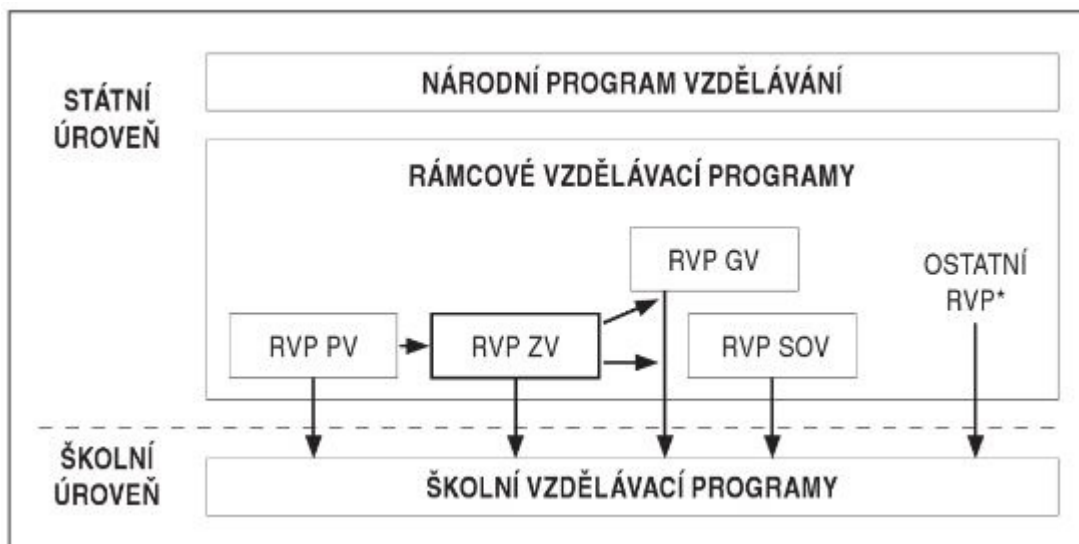 STÁTNÍ
ÚROVEŇ
NÁRODNÍ PROGRAM VZDĚLÁVÁNÍ
RÁMCOVÉ VZDĚLÁVACÍ PROGRAMY
RVP GV
OSTATNÍ
RVP*
RVP PV
RVP ZV
RVP SOV
ŠKOLNÍ
ÚROVEŇ
ŠKOLNÍ VZDĚLÁVACÍ PROGRAMY